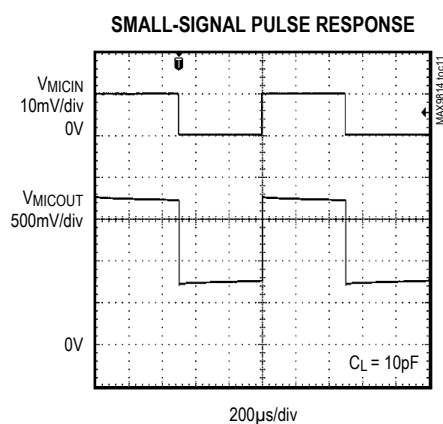 SMALL-SIGNAL PULSE RESPONSE
MAX9814 toc11
T
VMICIN
10mV/div
0V
VMICOUT
500mV/div
0V
CL = 10pF
200µs/div